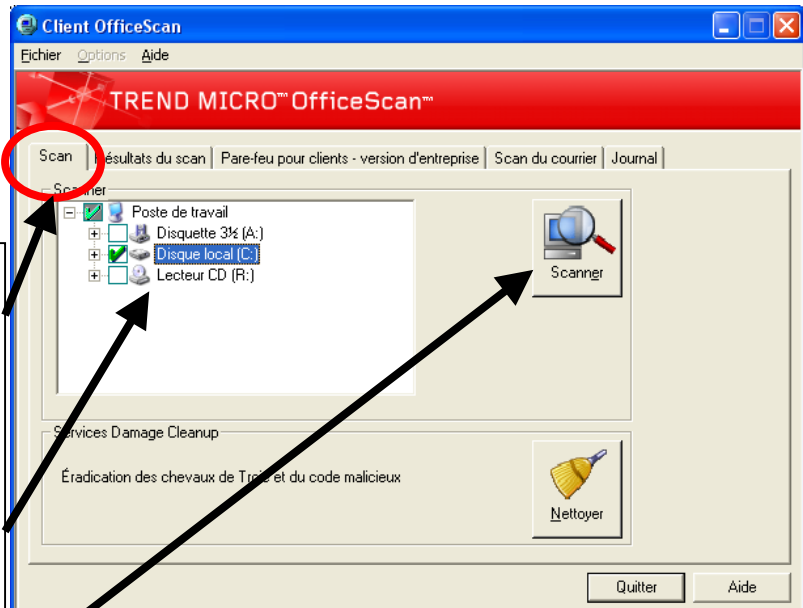 Client OfficeScan
Fichier Options Aide
TREND MICRO™ OfficeScan™
Scan Résultats du scan Pare-feu pour clients - version d'entreprise Scan du courrier Journal
Scanner
Poste de travail
Disquette 3½ (A:)
Disque local (C:)
Lecteur CD (R:)
Scanner
Services Damage Cleanup
Éradication des chevaux de Troie et du code malicieux
Nettoyer
Quitter Aide